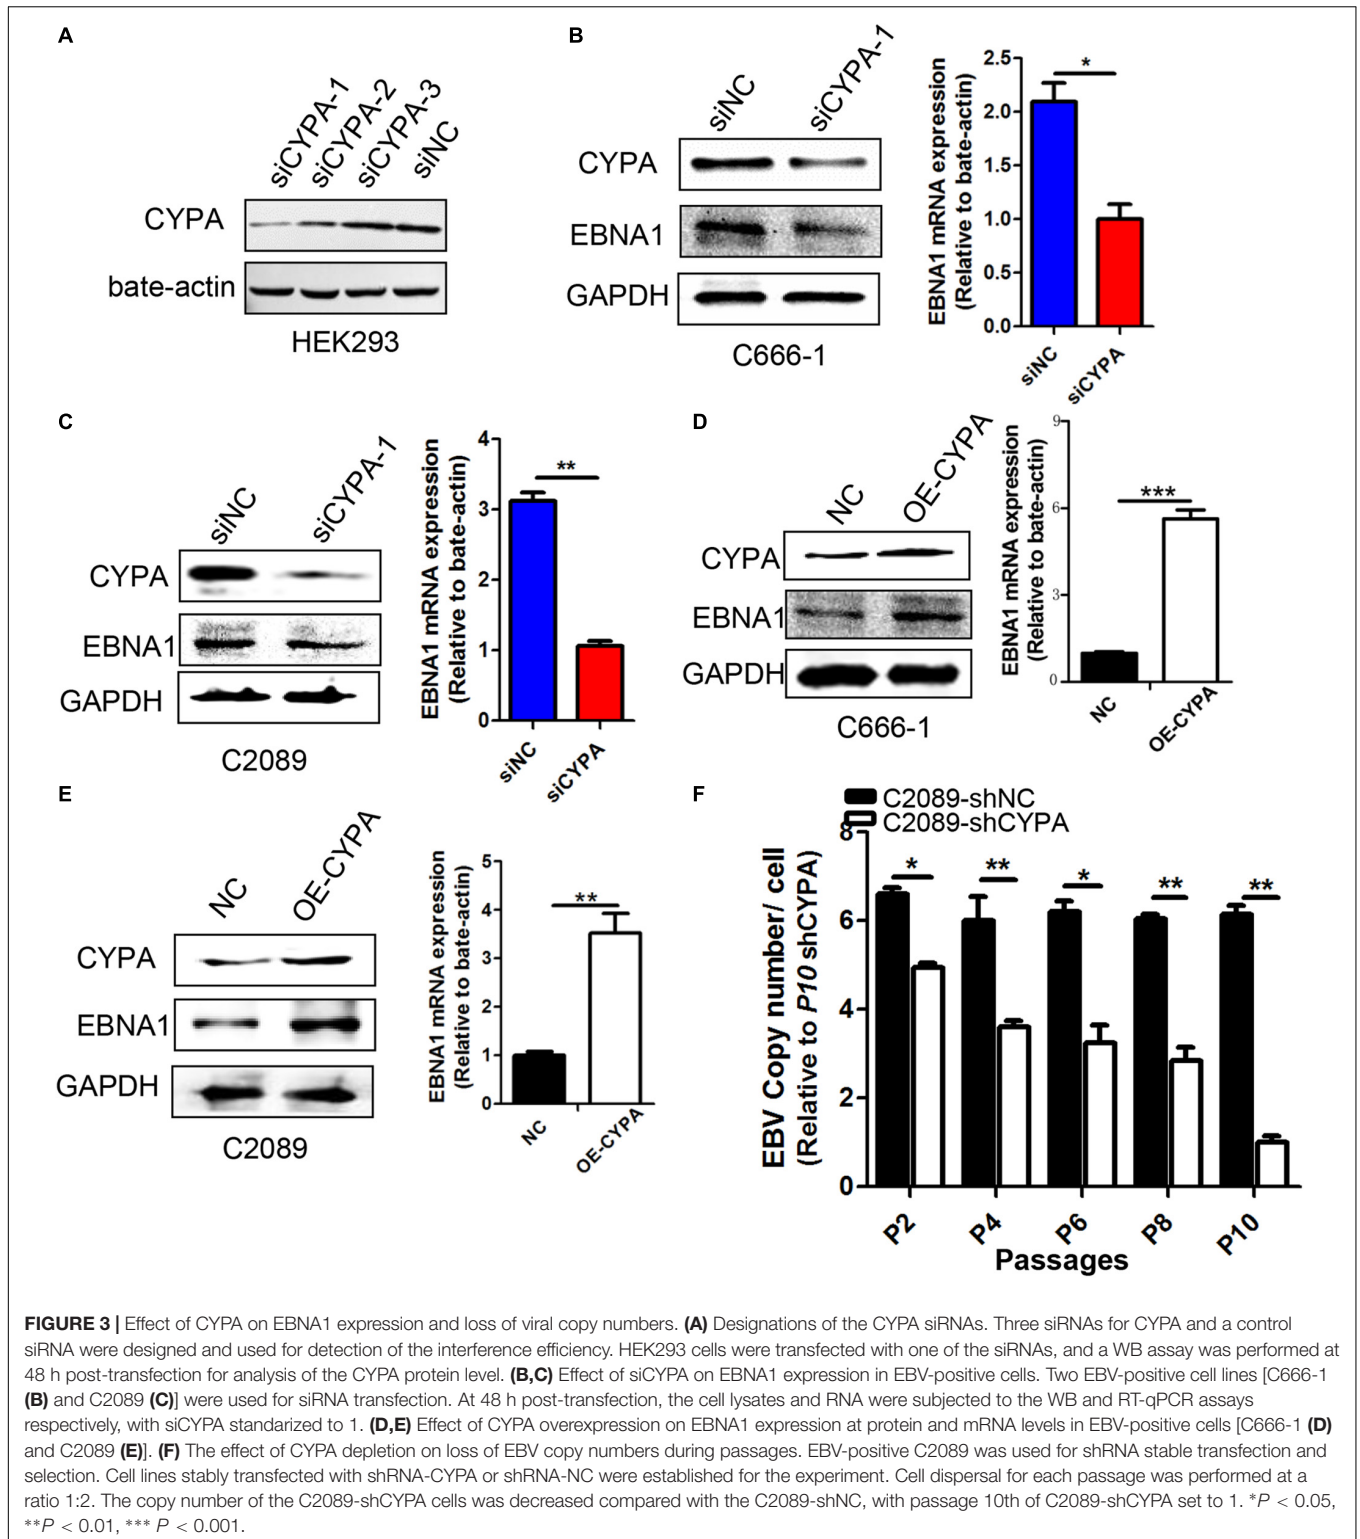 A
siCYPA-1
siCYPA-2
siCYPA-3
siNC
CYPA
bate-actin
HEK293
B
siNC
siCYPA-1
CYPA
EBNA1
GAPDH
C666-1
EBNA1 mRNA expression
(Relative to bate-actin)
2.5
2.0
1.5
1.0
0.5
0.0
*
siNC
siCYPA
C
siNC
siCYPA-1
CYPA
EBNA1
GAPDH
C2089
EBNA1 mRNA expression
(Relative to bate-actin)
4
3
2
1
0
**
siNC
siCYPA
D
NC
OE-CYPA
CYPA
EBNA1
GAPDH
C666-1
EBNA1 mRNA expression
(Relative to bate-actin)
9
6
3
0
***
NC
OE-CYPA
E
NC
OE-CYPA
CYPA
EBNA1
GAPDH
C2089
EBNA1 mRNA expression
(Relative to bate-actin)
5
4
3
2
1
0
**
NC
OE-CYPA
F
C2089-shNC
C2089-shCYPA
EBV Copy number/ cell
(Relative to P10 shCYPA)
8
6
4
2
0
*
**
*
**
**
P2
P4
P6
P8
P10
Passages
FIGURE 3 | Effect of CYPA on EBNA1 expression and loss of viral copy numbers. (A) Designations of the CYPA siRNAs. Three siRNAs for CYPA and a control
siRNA were designed and used for detection of the interference efficiency. HEK293 cells were transfected with one of the siRNAs, and a WB assay was performed at
48 h post-transfection for analysis of the CYPA protein level. (B,C) Effect of siCYPA on EBNA1 expression in EBV-positive cells. Two EBV-positive cell lines [C666-1
(B) and C2089 (C)] were used for siRNA transfection. At 48 h post-transfection, the cell lysates and RNA were subjected to the WB and RT-qPCR assays
respectively, with siCYPA standarized to 1. (D,E) Effect of CYPA overexpression on EBNA1 expression at protein and mRNA levels in EBV-positive cells [C666-1 (D)
and C2089 (E)]. (F) The effect of CYPA depletion on loss of EBV copy numbers during passages. EBV-positive C2089 was used for shRNA stable transfection and
selection. Cell lines stably transfected with shRNA-CYPA or shRNA-NC were established for the experiment. Cell dispersal for each passage was performed at a
ratio 1:2. The copy number of the C2089-shCYPA cells was decreased compared with the C2089-shNC, with passage 10th of C2089-shCYPA set to 1. *P < 0.05,
**P < 0.01, *** P < 0.001.